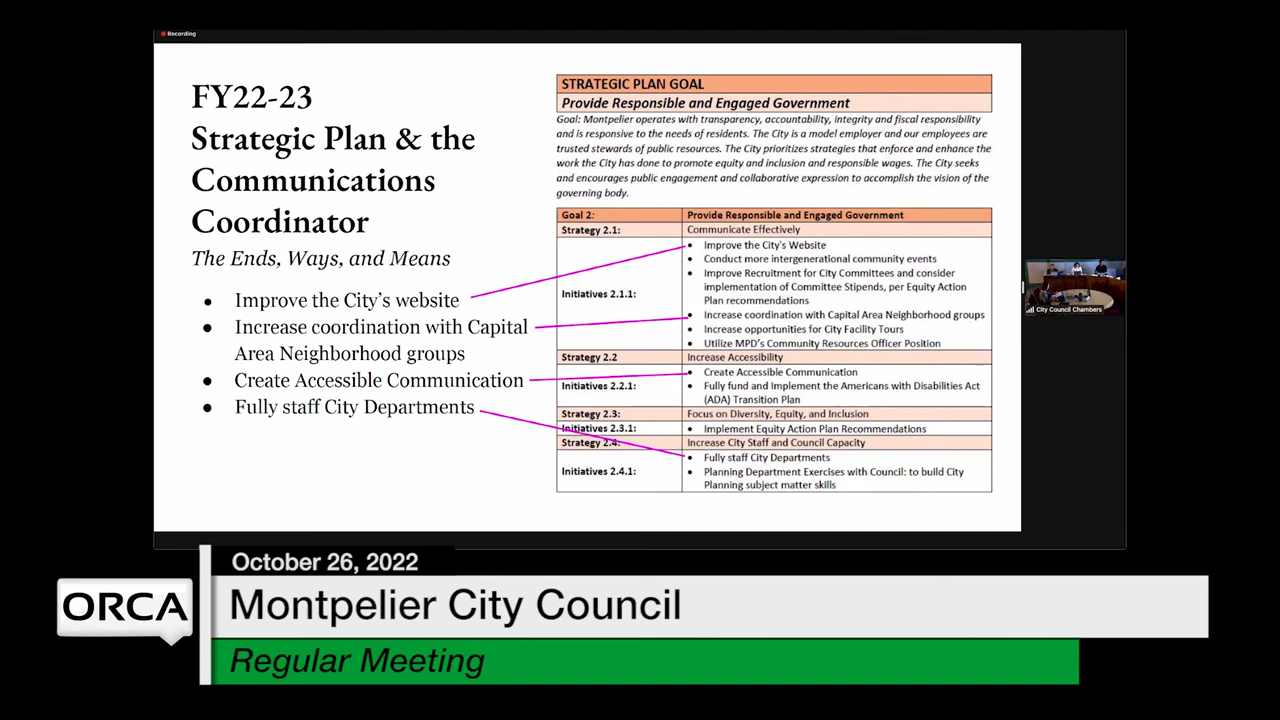 Recording
FY22-23
Strategic Plan & the
Communications
Coordinator
The Ends, Ways, and Means
• Improve the City's website
• Increase coordination with Capital
Area Neighborhood groups
• Create Accessible Communication
• Fully staff City Departments
STRATEGIC PLAN GOAL
Provide Responsible and Engaged Government
Goal: Montpelier operates with transparency, accountability, integrity and fiscal responsibility
and is responsive to the needs of residents. The City is a model employer and our employees are
trusted stewards of public resources. The City prioritizes strategies that enforce and enhance the
work the City has done to promote equity and inclusion and responsible wages. The City seeks
and encourages public engagement and collaborative expression to accomplish the vision of the
governing body.
Goal 2: Provide Responsible and Engaged Government
Strategy 2.1: Communicate Effectively
Initiatives 2.1.1:
• Improve the City's Website
• Conduct more intergenerational community events
• Improve Recruitment for City Committees and consider
implementation of Committee Stipends, per Equity Action
Plan recommendations
• Increase coordination with Capital Area Neighborhood groups
• Increase opportunities for City Facility Tours
• Utilize MPD's Community Resources Officer Position
Strategy 2.2 Increase Accessibility
Initiatives 2.2.1:
• Create Accessible Communication
• Fully fund and Implement the Americans with Disabilities Act
(ADA) Transition Plan
Strategy 2.3: Focus on Diversity, Equity, and Inclusion
Initiatives 2.3.1: • Implement Equity Action Plan Recommendations
Strategy 2.4: Increase City Staff and Council Capacity
Initiatives 2.4.1:
• Fully staff City Departments
• Planning Department Exercises with Council: to build City
Planning subject matter skills
City Council Chambers
October 26, 2022
ORCA
Montpelier City Council
Regular Meeting